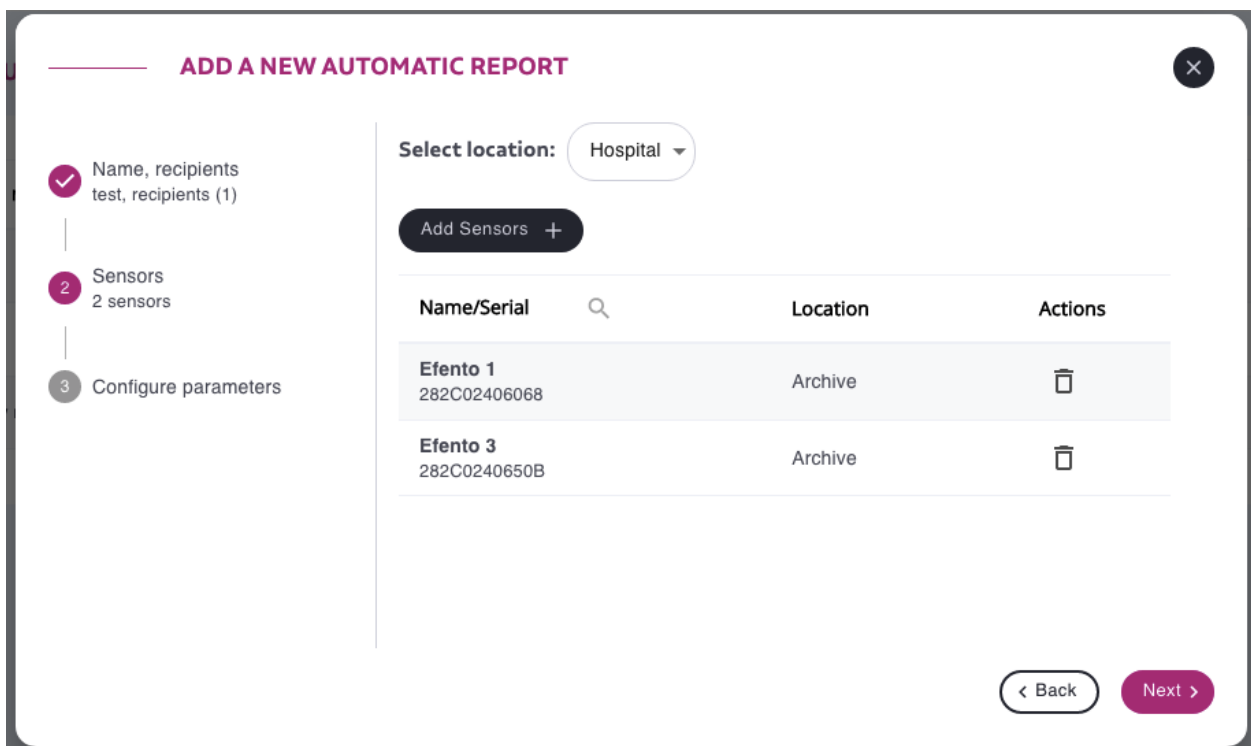 ADD A NEW AUTOMATIC REPORT
Name, recipients
test, recipients (1)
2
Sensors
2 sensors
3
Configure parameters
Select location: Hospital
Add Sensors +
Name/Serial Location Actions
Efento 1
282C02406068
Archive
Efento 3
282C0240650B
Archive
Back
Next